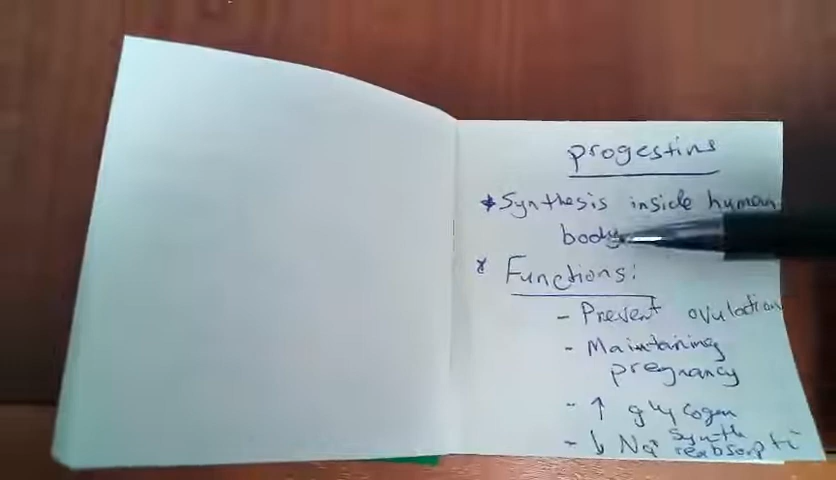 progestins
* Synthesis inside human
body
* Functions:
- Prevent ovulation
- Maintaining
pregnancy
- ↑ glycogen
synth
- ↓ Na+ reabsorpti